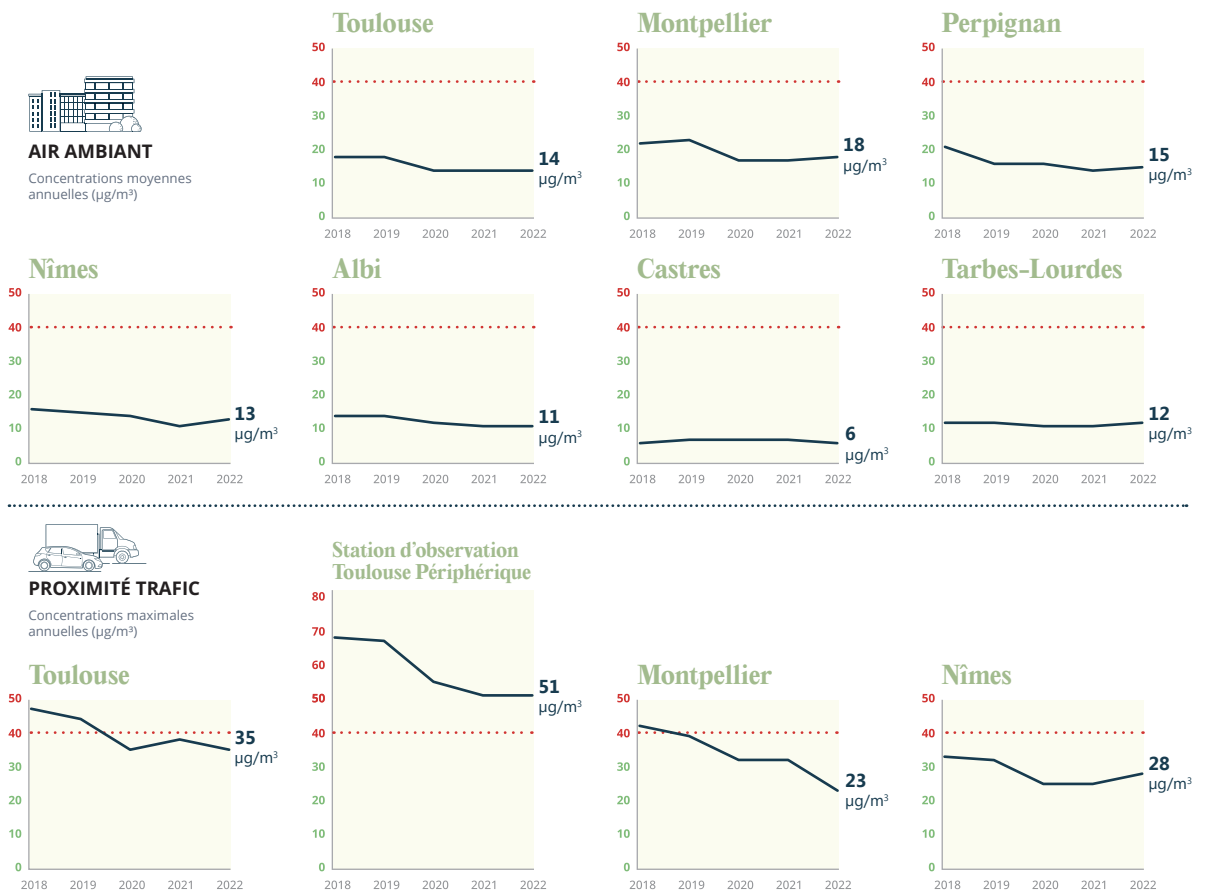 AIR AMBIANT
Concentrations moyennes
annuelles (µg/m³)
Toulouse
50
40
30
20
10
0
14
µg/m³
2018 2019 2020 2021 2022
Montpellier
50
40
30
20
10
0
18
µg/m³
2018 2019 2020 2021 2022
Perpignan
50
40
30
20
10
0
15
µg/m³
2018 2019 2020 2021 2022
Nîmes
50
40
30
20
10
0
13
µg/m³
2018 2019 2020 2021 2022
Albi
50
40
30
20
10
0
11
µg/m³
2018 2019 2020 2021 2022
Castres
50
40
30
20
10
0
6
µg/m³
2018 2019 2020 2021 2022
Tarbes-Lourdes
50
40
30
20
10
0
12
µg/m³
2018 2019 2020 2021 2022
PROXIMITÉ TRAFIC
Concentrations maximales
annuelles (µg/m³)
Toulouse
50
40
30
20
10
0
35
µg/m³
2018 2019 2020 2021 2022
Station d'observation
Toulouse Périphérique
80
70
60
50
40
30
20
10
0
51
µg/m³
2018 2019 2020 2021 2022
Montpellier
50
40
30
20
10
0
23
µg/m³
2018 2019 2020 2021 2022
Nîmes
50
40
30
20
10
0
28
µg/m³
2018 2019 2020 2021 2022